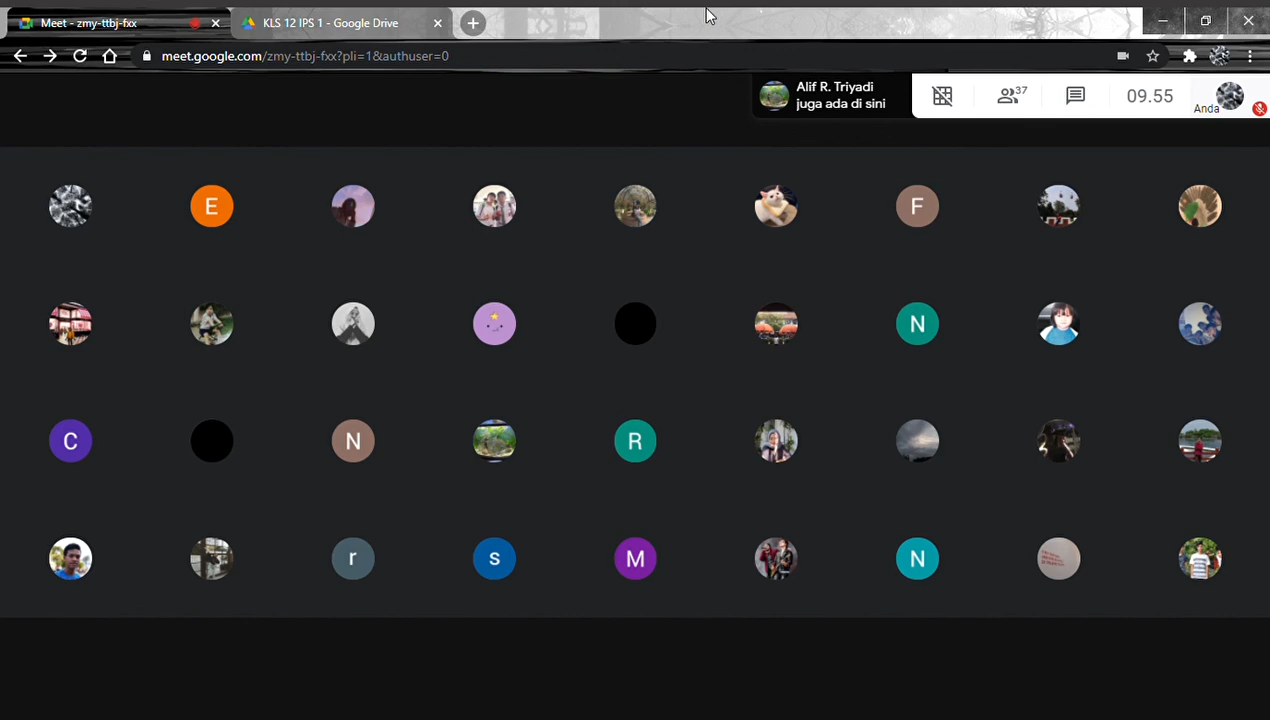 Meet - zmy-ttbj-fxx
KLS 12 IPS 1 - Google Drive
meet.google.com/zmy-ttbj-fxx?pli=1&authuser=0
Alif R. Triyadi
juga ada di sini
37
09.55
Anda
E
F
N
C
N
R
r
s
M
N